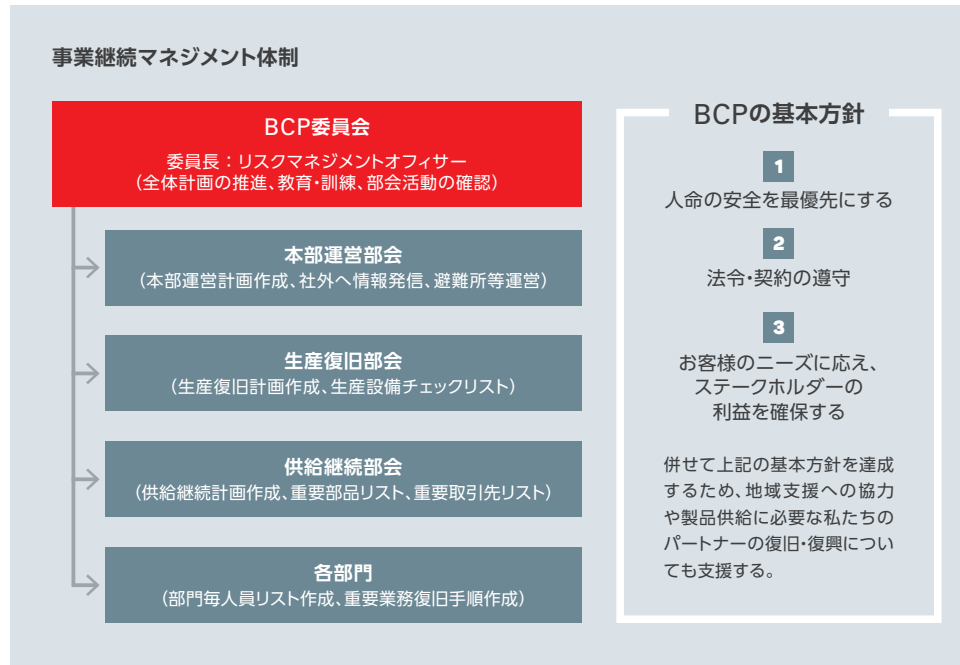 事業継続マネジメント体制
BCP委員会
委員長：リスクマネジメントオフィサー
(全体計画の推進、教育・訓練、部会活動の確認)
本部運営部会
(本部運営計画作成、社外へ情報発信、避難所等運営)
生産復旧部会
(生産復旧計画作成、生産設備チェックリスト)
供給継続部会
(供給継続計画作成、重要部品リスト、重要取引先リスト)
各部門
(部門毎人員リスト作成、重要業務復旧手順作成)
BCPの基本方針
1
人命の安全を最優先にする
2
法令・契約の遵守
3
お客様のニーズに応え、
ステークホルダーの
利益を確保する
併せて上記の基本方針を達成
するため、地域支援への協力
や製品供給に必要な私たちの
パートナーの復旧・復興につい
ても支援する。